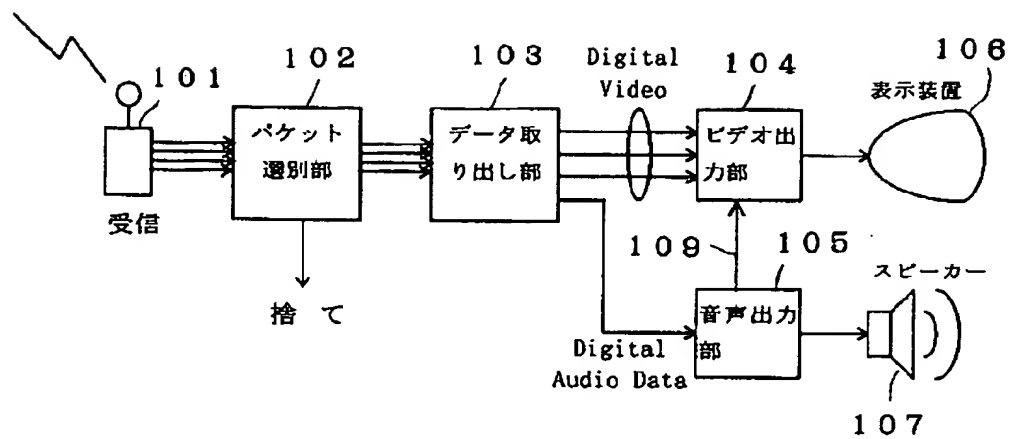 101
受信
102
パケット
選別部
捨て
103
データ取
り出し部
Digital
Video
104
ビデオ出
力部
106
表示装置
109
105
音声出力
部
Digital
Audio Data
スピーカー
107